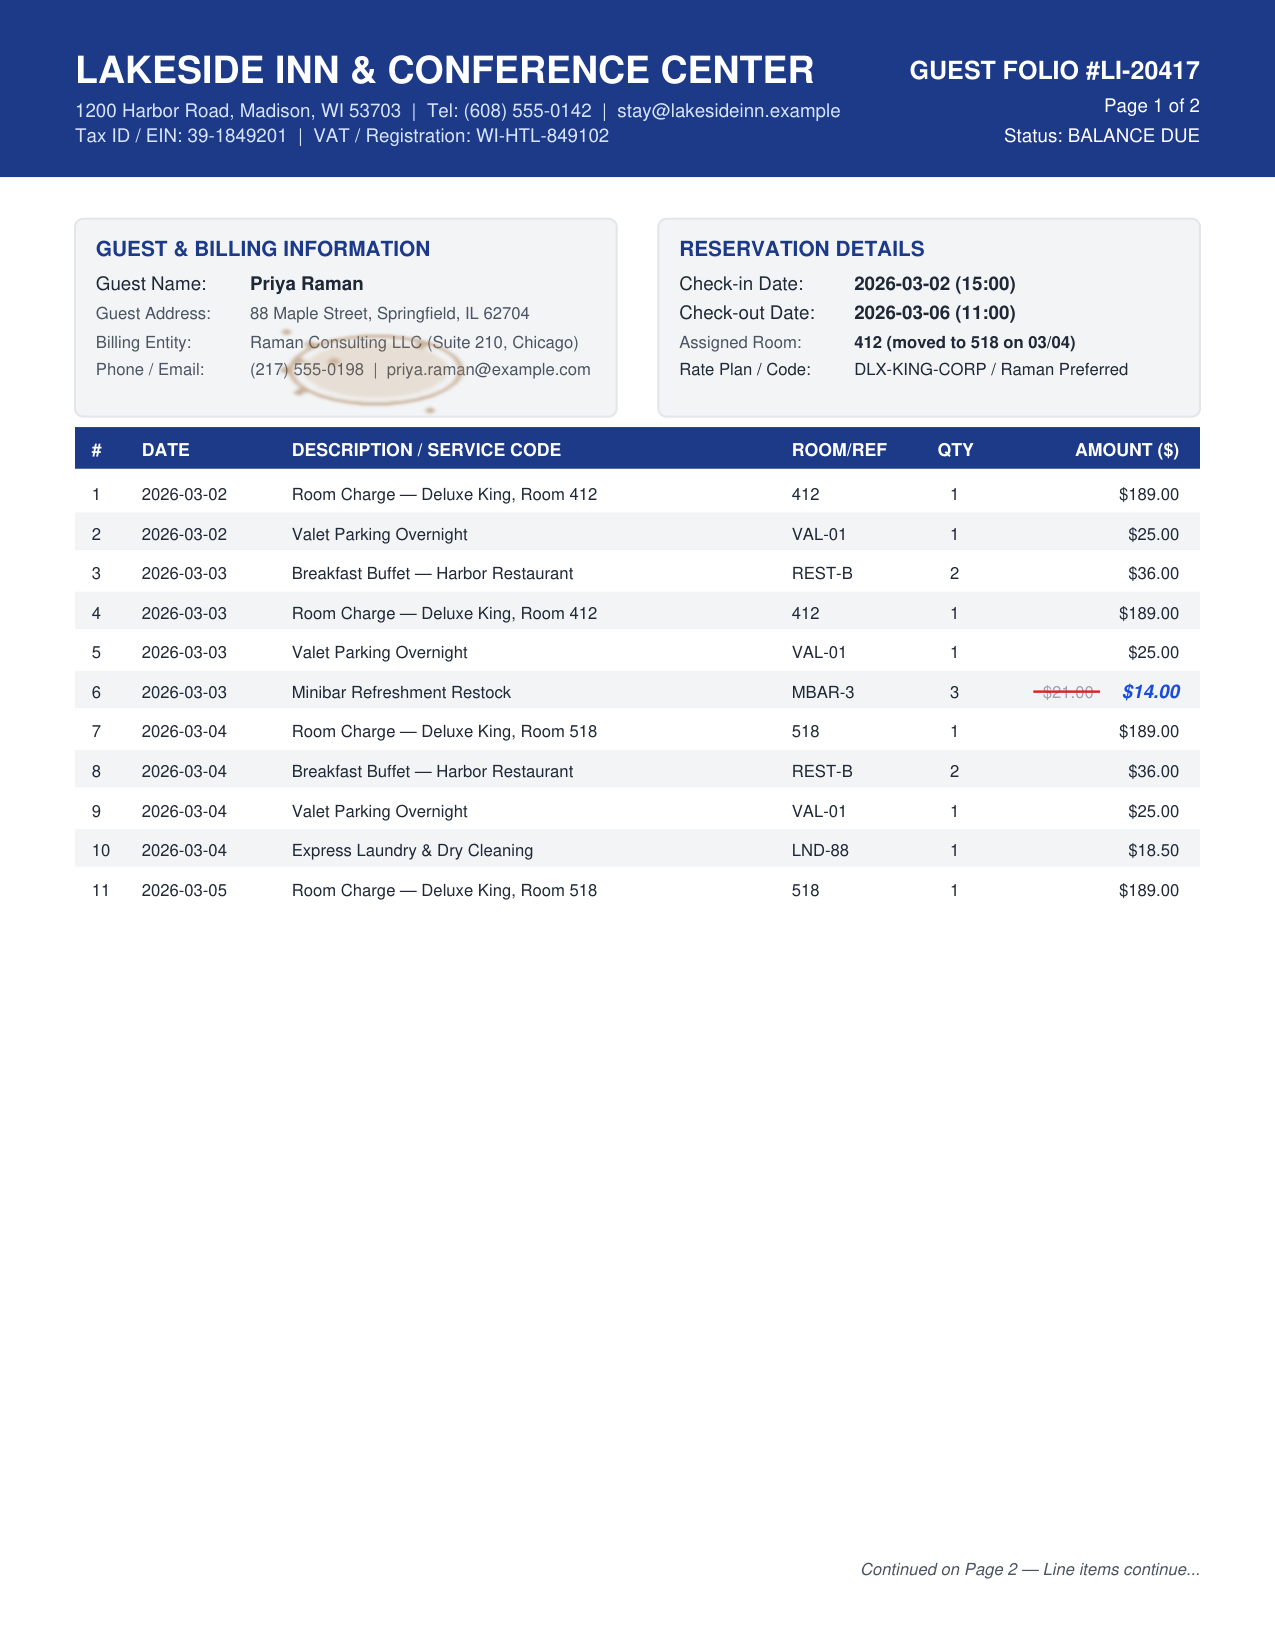 LAKESIDE INN & CONFERENCE CENTER
1200 Harbor Road, Madison, WI 53703 | Tel: (608) 555-0142 | stay@lakesideinn.example
Tax ID / EIN: 39-1849201 | VAT / Registration: WI-HTL-849102
GUEST FOLIO #LI-20417
Page 1 of 2
Status: BALANCE DUE
GUEST & BILLING INFORMATION
Guest Name: Priya Raman
Guest Address: 88 Maple Street, Springfield, IL 62704
Billing Entity: Raman Consulting LLC (Suite 210, Chicago)
Phone / Email: (217) 555-0198 | priya.raman@example.com
RESERVATION DETAILS
Check-in Date: 2026-03-02 (15:00)
Check-out Date: 2026-03-06 (11:00)
Assigned Room: 412 (moved to 518 on 03/04)
Rate Plan / Code: DLX-KING-CORP / Raman Preferred
# DATE DESCRIPTION / SERVICE CODE ROOM/REF QTY AMOUNT ($)
1 2026-03-02 Room Charge — Deluxe King, Room 412 412 1 $189.00
2 2026-03-02 Valet Parking Overnight VAL-01 1 $25.00
3 2026-03-03 Breakfast Buffet — Harbor Restaurant REST-B 2 $36.00
4 2026-03-03 Room Charge — Deluxe King, Room 412 412 1 $189.00
5 2026-03-03 Valet Parking Overnight VAL-01 1 $25.00
6 2026-03-03 Minibar Refreshment Restock MBAR-3 3 $21.00 $14.00
7 2026-03-04 Room Charge — Deluxe King, Room 518 518 1 $189.00
8 2026-03-04 Breakfast Buffet — Harbor Restaurant REST-B 2 $36.00
9 2026-03-04 Valet Parking Overnight VAL-01 1 $25.00
10 2026-03-04 Express Laundry & Dry Cleaning LND-88 1 $18.50
11 2026-03-05 Room Charge — Deluxe King, Room 518 518 1 $189.00
Continued on Page 2 — Line items continue...